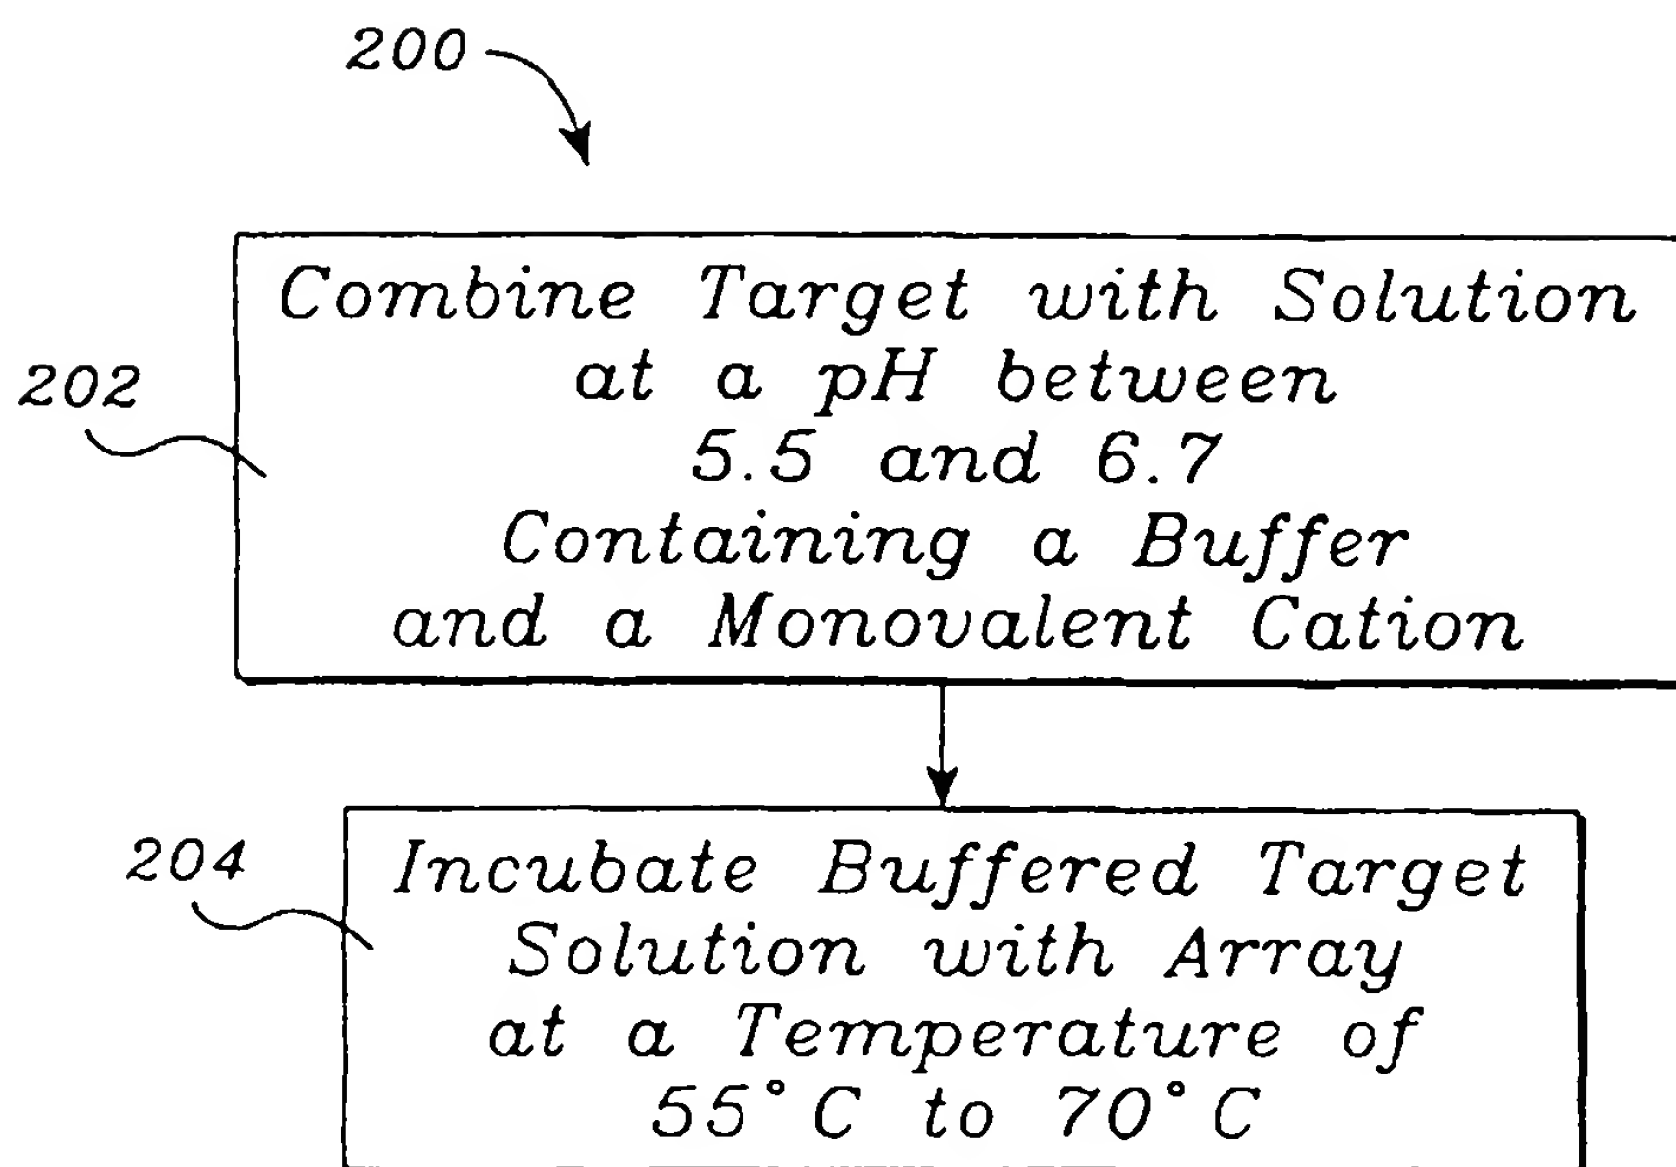 200
Combine Target with Solution
at a pH between
202
5.5 and 6.7
Containing a Buffer
and a Monovalent Cation
204
Incubate Buffered Target
Solution with Array
at a Temperature of
55°C to 70°C